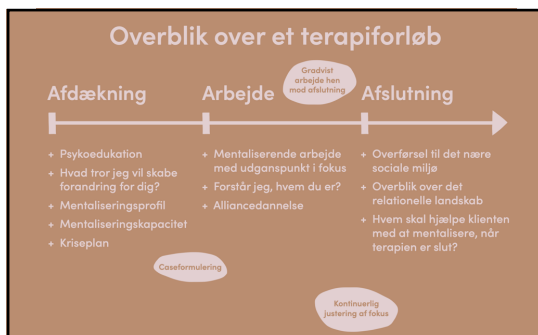 Overblik over et terapiforløb
Gradvist
arbejde hen
mod afslutning
Afdækning
Arbejde
Afslutning
+ Psykoedukation
+ Hvad tror jeg vil skabe
forandring for dig?
+ Mentaliseringsprofil
+ Mentaliseringskapacitet
+ Kriseplan
+ Mentaliserende arbejde
med udganspunkt i fokus
+ Forstår jeg, hvem du er?
+ Alliancedannelse
+ Overførsel til det nære
sociale miljø
+ Overblik over det
relationelle landskab
+ Hvem skal hjælpe klienten
med at mentalisere, når
terapien er slut?
Caseformulering
Kontinuerlig
justering af fokus